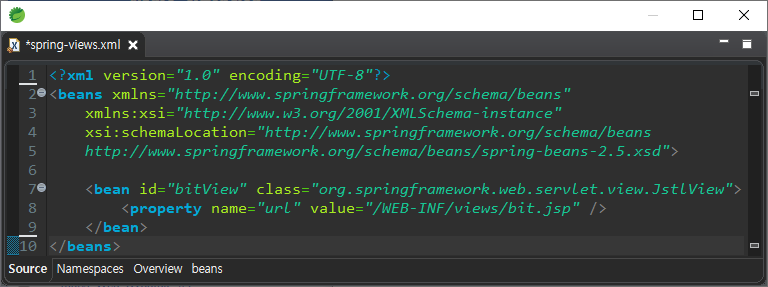 *spring-views.xml
1 <?xml version="1.0" encoding="UTF-8"?>
2 <beans xmlns="http://www.springframework.org/schema/beans"
3 xmlns:xsi="http://www.w3.org/2001/XMLSchema-instance"
4 xsi:schemaLocation="http://www.springframework.org/schema/beans
5 http://www.springframework.org/schema/beans/spring-beans-2.5.xsd">
6
7 <bean id="bitView" class="org.springframework.web.servlet.view.JstlView">
8 <property name="url" value="/WEB-INF/views/bit.jsp" />
9 </bean>
10 </beans>
Source Namespaces Overview beans